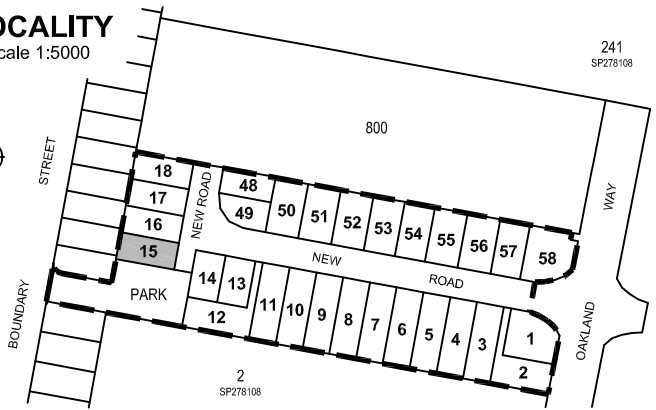 OCALITY
cale 1:5000
241
SP278108
800
STREET
WAY
18
17
16
15
NEW ROAD
48
49
50
51
52
53
54
55
56
57
58
NEW
ROAD
PARK
14
13
12
11
10
9
8
7
6
5
4
3
1
2
BOUNDARY
OAKLAND
2
SP278108